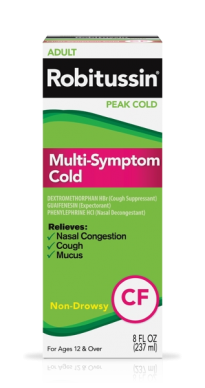 ADULT
Robitussin®
PEAK COLD
Multi-Symptom
Cold
DEXTROMETHORPHAN HBr (Cough Suppressant)
GUAIFENESIN (Expectorant)
PHENYLEPHRINE HCl (Nasal Decongestant)
Relieves:
✓ Nasal Congestion
✓ Cough
✓ Mucus
Non-Drowsy
CF
For Ages 12 & Over
8 FL OZ
(237 ml)